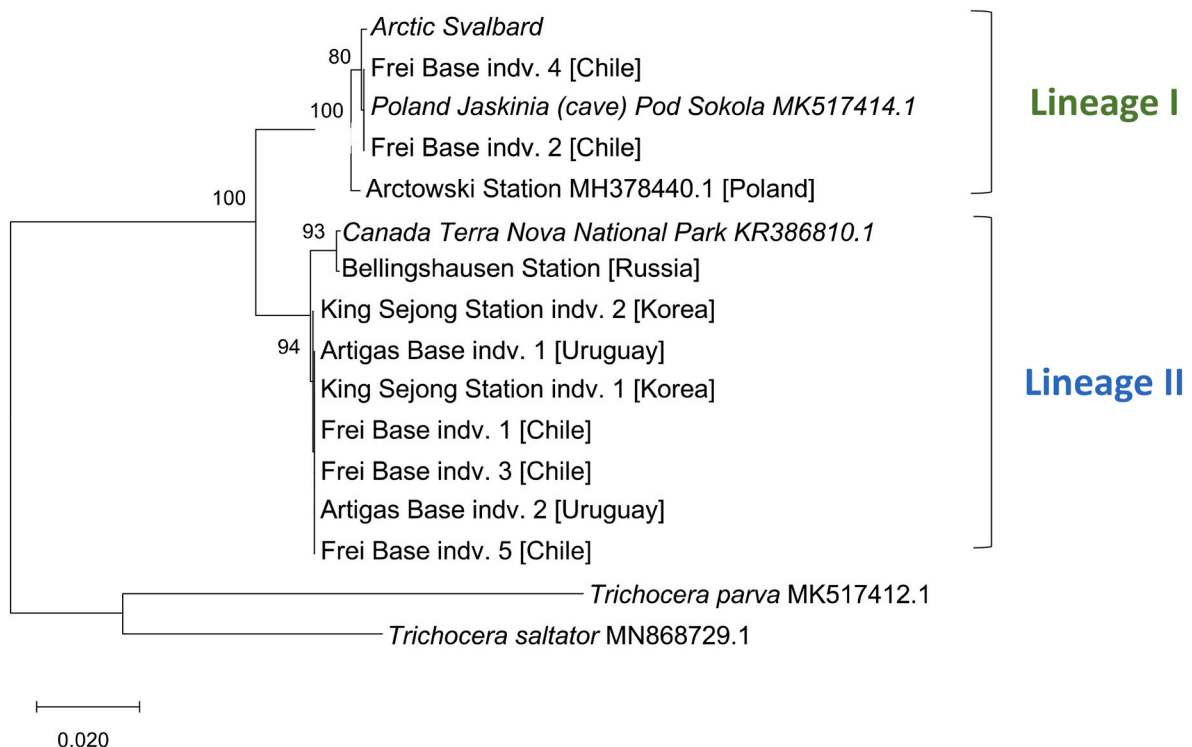 Arctic Svalbard
80
Frei Base indv. 4 [Chile]
Poland Jaskinia (cave) Pod Sokola MK517414.1
100
Lineage I
Frei Base indv. 2 [Chile]
Arctowski Station MH378440.1 [Poland]
100
Canada Terra Nova National Park KR386810.1
93
Bellingshausen Station [Russia]
King Sejong Station indv. 2 [Korea]
94
Artigas Base indv. 1 [Uruguay]
King Sejong Station indv. 1 [Korea]
Lineage II
Frei Base indv. 1 [Chile]
Frei Base indv. 3 [Chile]
Artigas Base indv. 2 [Uruguay]
Frei Base indv. 5 [Chile]
Trichocera parva MK517412.1
Trichocera saltator MN868729.1
0.020